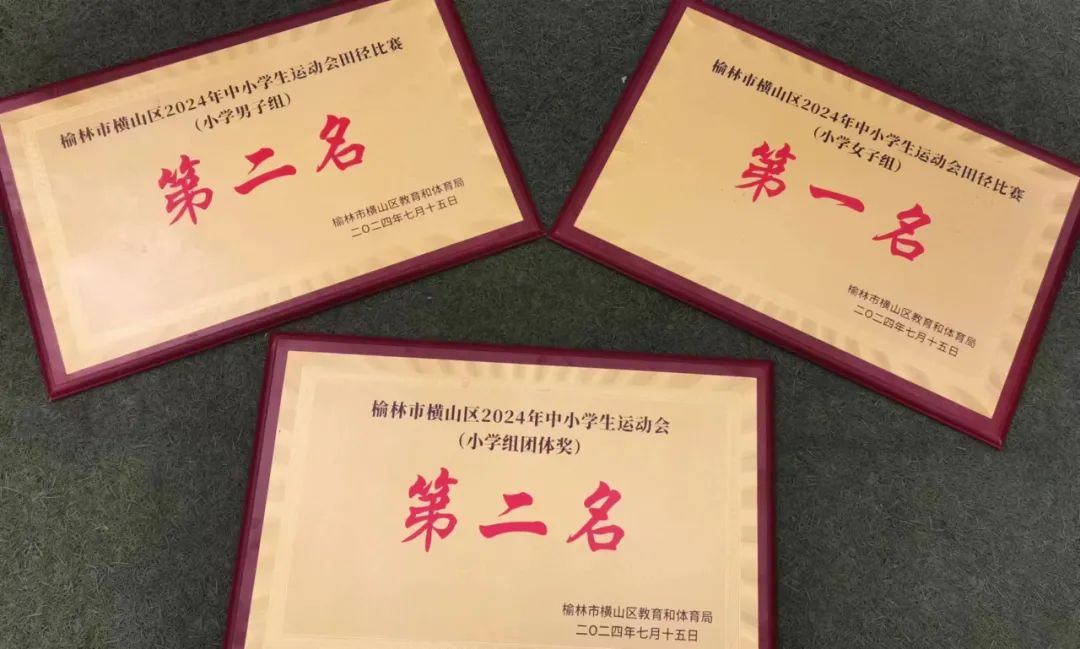 榆林市横山区2024年中小学生运动会田径比赛
（小学男子组）
第二名
榆林市横山区教育和体育局
二〇二四年七月十五日
榆林市横山区2024年中小学生运动会田径比赛
（小学女子组）
第一名
榆林市横山区教育和体育局
二〇二四年七月十五日
榆林市横山区2024年中小学生运动会
（小学组团体奖）
第二名
榆林市横山区教育和体育局
二〇二四年七月十五日